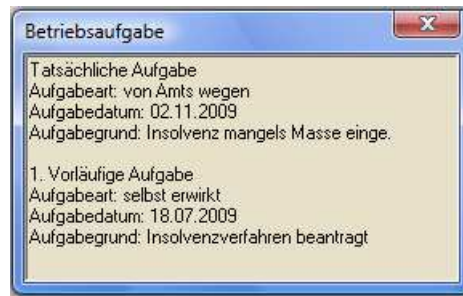 Betriebsaufgabe
Tatsächliche Aufgabe
Aufgabeart: von Amts wegen
Aufgabedatum: 02.11.2009
Aufgabegrund: Insolvenz mangels Masse einge.
1. Vorläufige Aufgabe
Aufgabeart: selbst erwirkt
Aufgabedatum: 18.07.2009
Aufgabegrund: Insolvenzverfahren beantragt